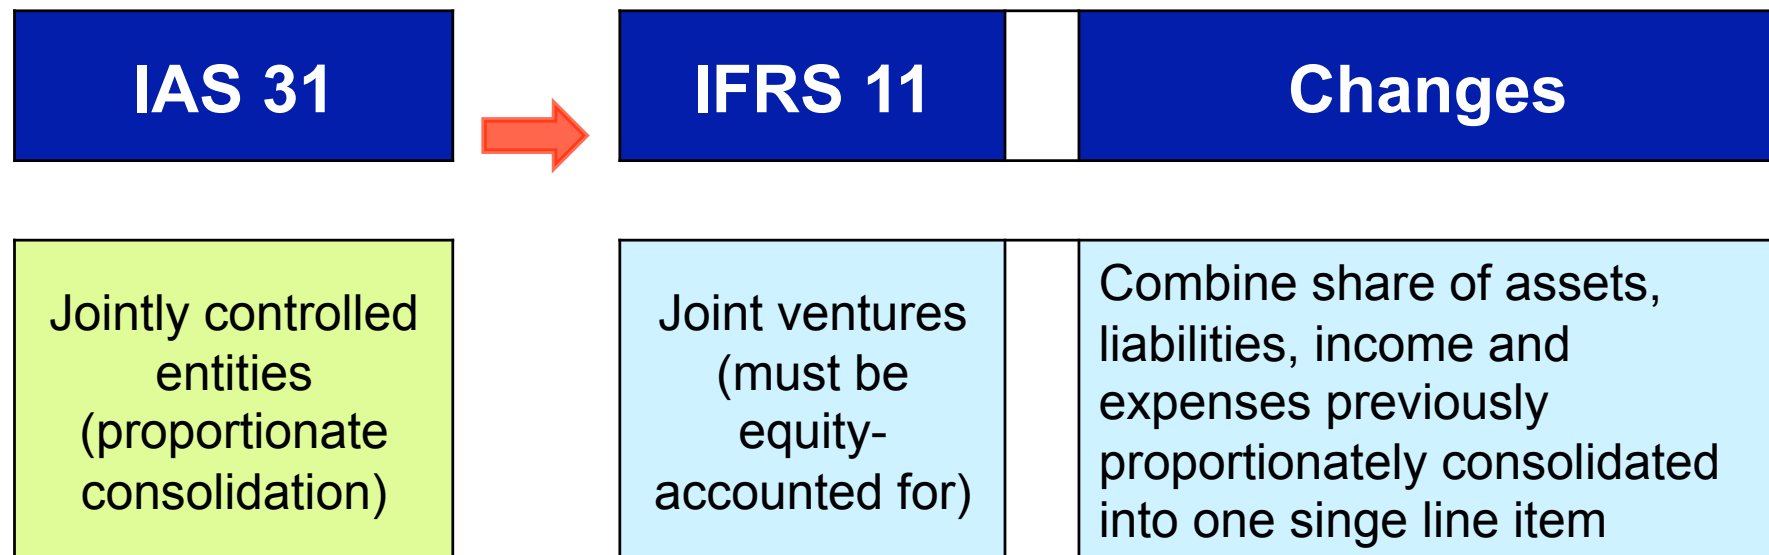 IAS 31
IFRS 11
Changes
Jointly controlled
entities
(proportionate
consolidation)
Joint ventures
(must be
equity-
accounted for)
Combine share of assets,
liabilities, income and
expenses previously
proportionately consolidated
into one singe line item